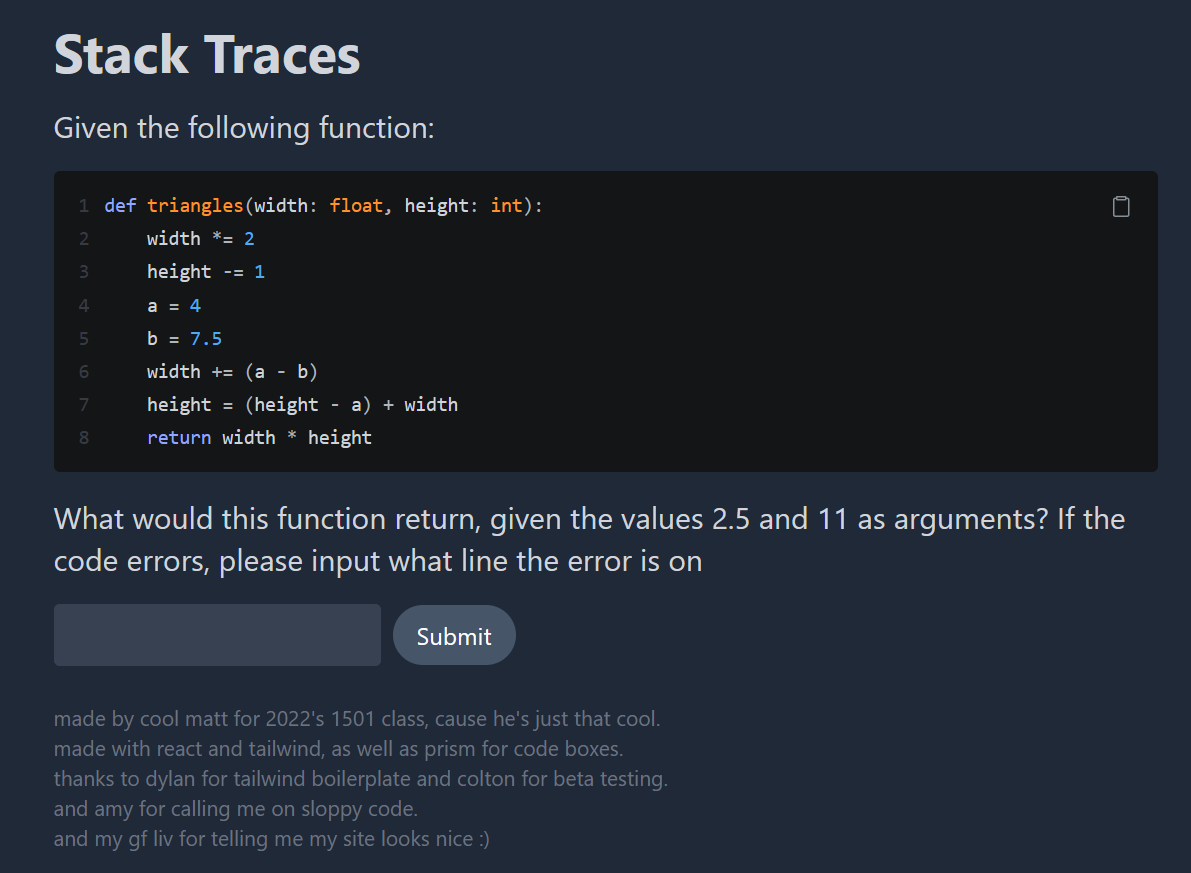 Stack Traces
Given the following function:
1 def triangles(width: float, height: int):
2     width *= 2
3     height -= 1
4     a = 4
5     b = 7.5
6     width += (a - b)
7     height = (height - a) + width
8     return width * height
What would this function return, given the values 2.5 and 11 as arguments? If the
code errors, please input what line the error is on
Submit
made by cool matt for 2022's 1501 class, cause he's just that cool.
made with react and tailwind, as well as prism for code boxes.
thanks to dylan for tailwind boilerplate and colton for beta testing.
and amy for calling me on sloppy code.
and my gf liv for telling me my site looks nice :)